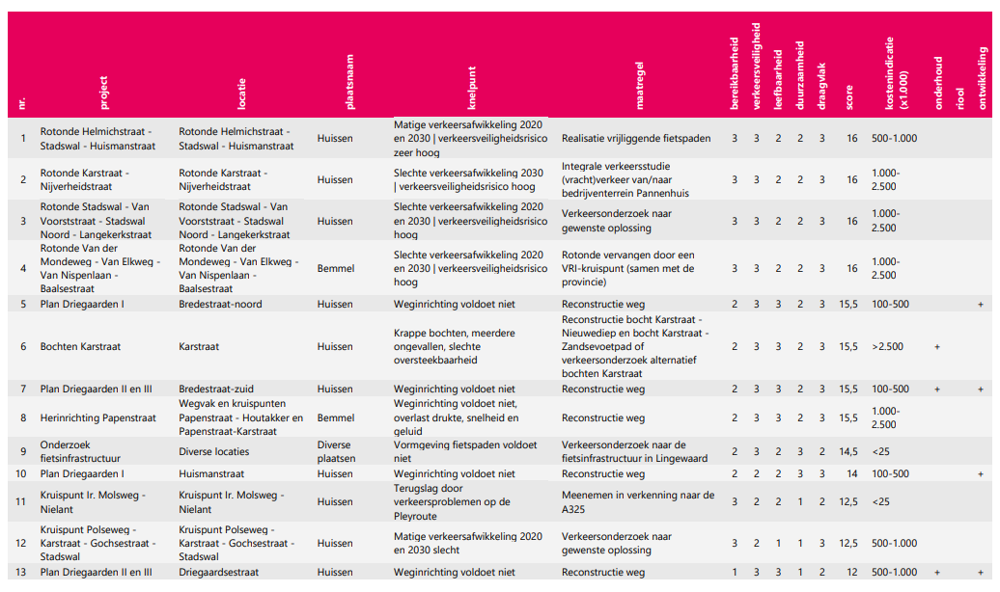 nr. project locatie plaatsnaam knelpunt maatregel bereikbaarheid verkeersveiligheid leefbaarheid duurzaamheid draagvlak score kostenindicatie (x1.000) onderhoud riool ontwikkeling
1 Rotonde Helmichstraat - Stadswal - Huismanstraat Rotonde Helmichstraat - Stadswal - Huismanstraat Huissen Matige verkeersafwikkeling 2020 en 2030 | verkeersveiligheidsrisico zeer hoog Realisatie vrijliggende fietspaden 3 3 2 2 3 16 500-1.000
2 Rotonde Karstraat - Nijverheidstraat Rotonde Karstraat - Nijverheidstraat Huissen Slechte verkeersafwikkeling 2030 | verkeersveiligheidsrisico hoog Integrale verkeersstudie (vracht)verkeer van/naar bedrijventerrein Pannenhuis 3 3 2 2 3 16 1.000-2.500
3 Rotonde Stadswal - Van Voorststraat - Stadswal Noord - Langekerkstraat Rotonde Stadswal - Van Voorststraat - Stadswal Noord - Langekerkstraat Huissen Slechte verkeersafwikkeling 2020 en 2030 | verkeersveiligheidsrisico hoog Verkeersonderzoek naar gewenste oplossing 3 3 2 2 3 16 1.000-2.500
4 Rotonde Van der Mondeweg - Van Elkweg - Van Nispenlaan - Baalsestraat Rotonde Van der Mondeweg - Van Elkweg - Van Nispenlaan - Baalsestraat Bemmel Slechte verkeersafwikkeling 2020 en 2030 | verkeersveiligheidsrisico hoog Rotonde vervangen door een VRI-kruispunt (samen met de provincie) 3 3 2 2 3 16 1.000-2.500
5 Plan Driegaarden I Bredestraat-noord Huissen Weginrichting voldoet niet Reconstructie weg 2 3 3 2 3 15,5 100-500 +
6 Bochten Karstraat Karstraat Huissen Krappe bochten, meerdere ongevallen, slechte oversteekbaarheid Reconstructie bocht Karstraat - Nieuwediep en bocht Karstraat - Zandsevoetpad of verkeersonderzoek alternatief bochten Karstraat 2 3 3 2 3 15,5 >2.500 +
7 Plan Driegaarden II en III Bredestraat-zuid Huissen Weginrichting voldoet niet Reconstructie weg 2 3 3 2 3 15,5 100-500 + +
8 Herinrichting Papenstraat Wegvak en kruispunten Papenstraat - Houtakker en Papenstraat-Karstraat Bemmel Weginrichting voldoet niet, overlast drukte, snelheid en geluid Reconstructie weg 2 3 3 2 3 15,5 1.000-2.500
9 Onderzoek fietsinfrastructuur Diverse locaties Diverse plaatsen Vormgeving fietspaden voldoet niet Verkeersonderzoek naar de fietsinfrastructuur in Lingewaard 2 3 2 3 2 14,5 <25
10 Plan Driegaarden I Huismanstraat Huissen Weginrichting voldoet niet Reconstructie weg 2 2 2 3 3 14 100-500 +
11 Kruispunt Ir. Molsweg - Nielant Kruispunt Ir. Molsweg - Nielant Huissen Terugslag door verkeersproblemen op de Pleyroute Meenemen in verkenning naar de A325 3 2 2 1 2 12,5 <25
12 Kruispunt Polseweg - Karstraat - Gochsestraat - Stadswal Kruispunt Polseweg - Karstraat - Gochsestraat - Stadswal Huissen Matige verkeersafwikkeling 2020 en 2030 slecht Verkeersonderzoek naar gewenste oplossing 3 2 1 1 3 12,5 500-1.000
13 Plan Driegaarden II en III Driegaardsestraat Huissen Weginrichting voldoet niet Reconstructie weg 1 3 3 1 2 12 500-1.000 + +